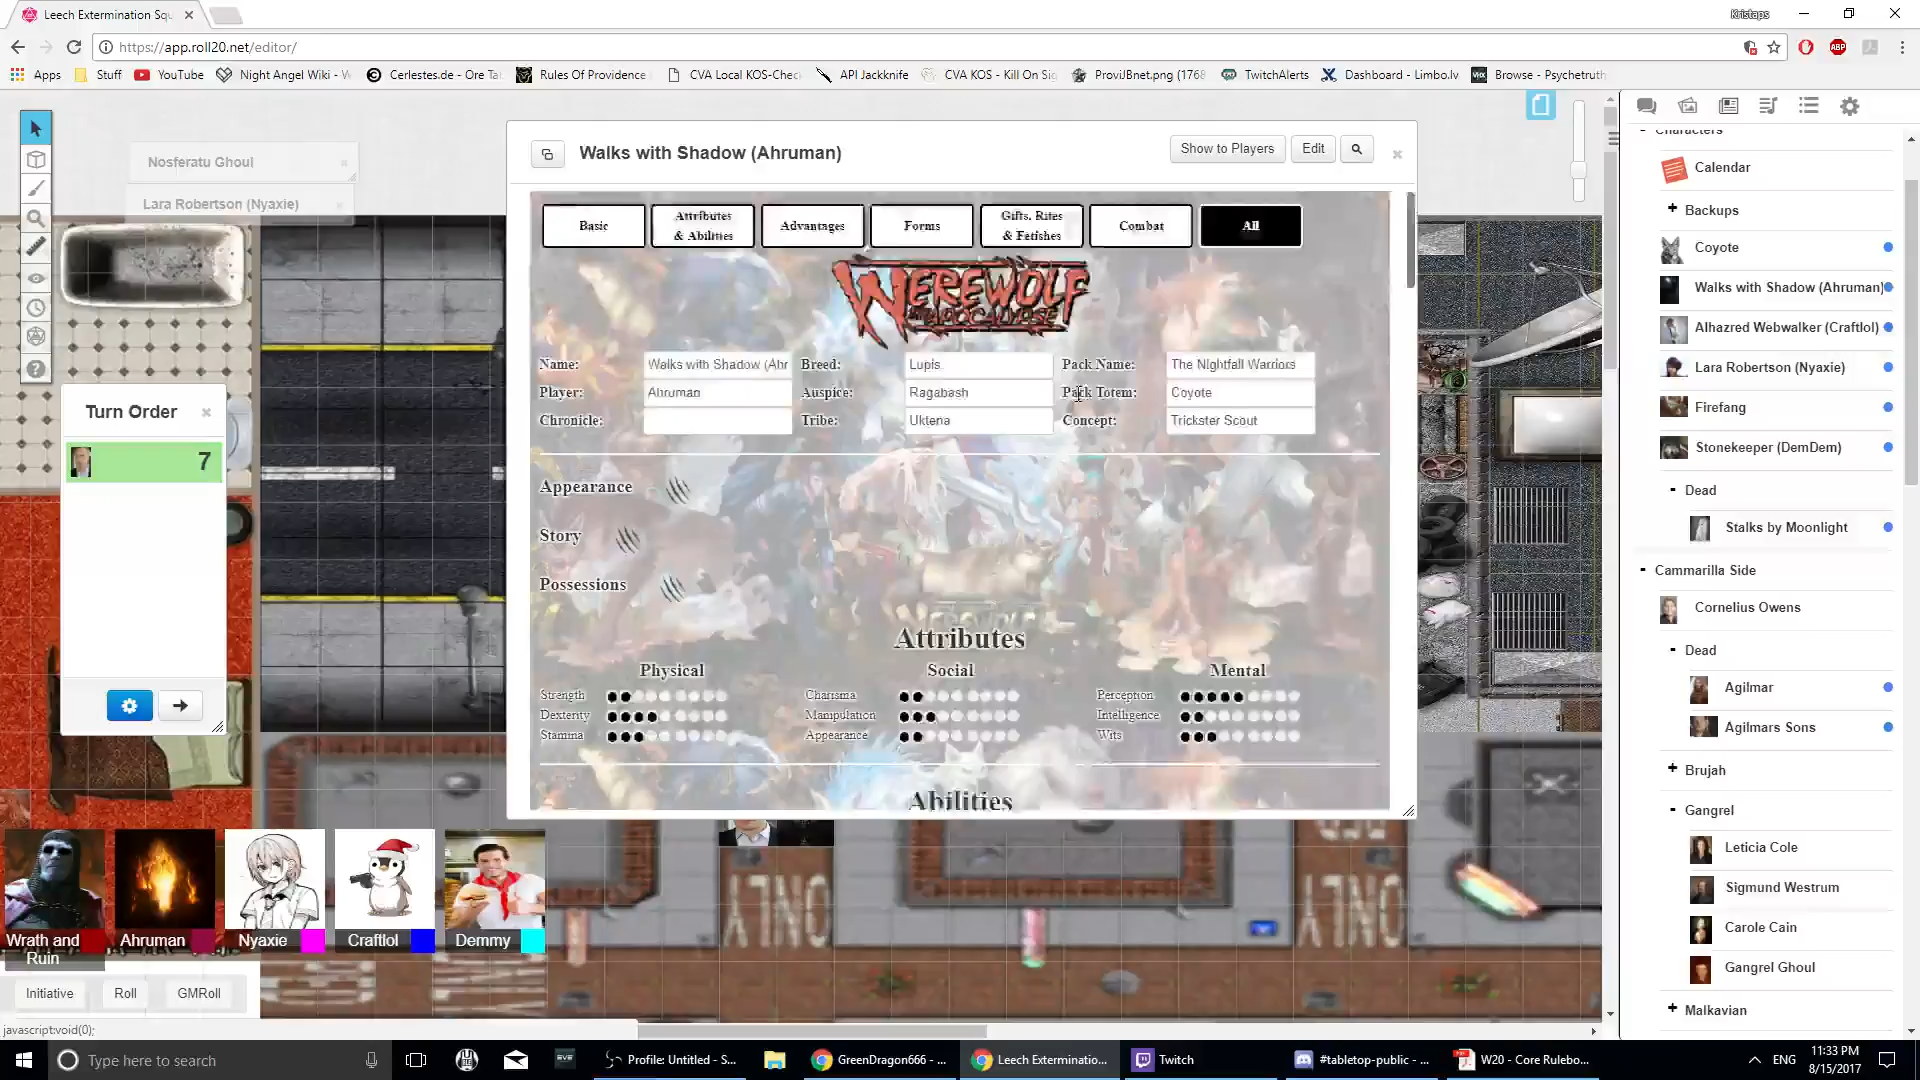 Leech Extermination Squ
Kristaps
https://app.roll20.net/editor/
Apps
Stuff
YouTube
Night Angel Wiki - W
Cerlestes.de - Ore Ta
Rules Of Providence
CVA Local KOS-Chec
API Jackknife
CVA KOS - Kill On Sig
ProviJBnet.png (1768
TwitchAlerts
Dashboard - Limbo.lv
Browse - Psychetruth
Nosferatu Ghoul
Lara Robertson (Nyaxie)
Turn Order
7
Walks with Shadow (Ahruman)
Show to Players
Edit
Basic
Attributes
& Abilities
Advantages
Forms
Gifts, Rites
& Fetishes
Combat
All
WEREWOLF
THE APOCALYPSE
Name:
Walks with Shadow (Ahr
Breed:
Lupis
Pack Name:
The Nightfall Warriors
Player:
Ahruman
Auspice:
Ragabash
Pack Totem:
Coyote
Chronicle:
Tribe:
Uktena
Concept:
Trickster Scout
Appearance
Story
Possessions
Attributes
Physical
Social
Mental
Strength
Charisma
Perception
Dexterity
Manipulation
Intelligence
Stamina
Appearance
Wits
Abilities
Characters
Calendar
Backups
Coyote
Walks with Shadow (Ahruman)
Alhazred Webwalker (Craftlol)
Lara Robertson (Nyaxie)
Firefang
Stonekeeper (DemDem)
Dead
Stalks by Moonlight
Cammarilla Side
Cornelius Owens
Dead
Agilmar
Agilmars Sons
Brujah
Gangrel
Leticia Cole
Sigmund Westrum
Carole Cain
Gangrel Ghoul
Malkavian
ONLY
ONLY
Wrath and
Ruin
Ahruman
Nyaxie
Craftlol
Demmy
Initiative
Roll
GMRoll
javascript:void(0);
Type here to search
Profile: Untitled - S...
GreenDragon666 - ...
Leech Exterminatio...
Twitch
#tabletop-public - ...
W20 - Core Rulebo...
ENG
11:33 PM
8/15/2017